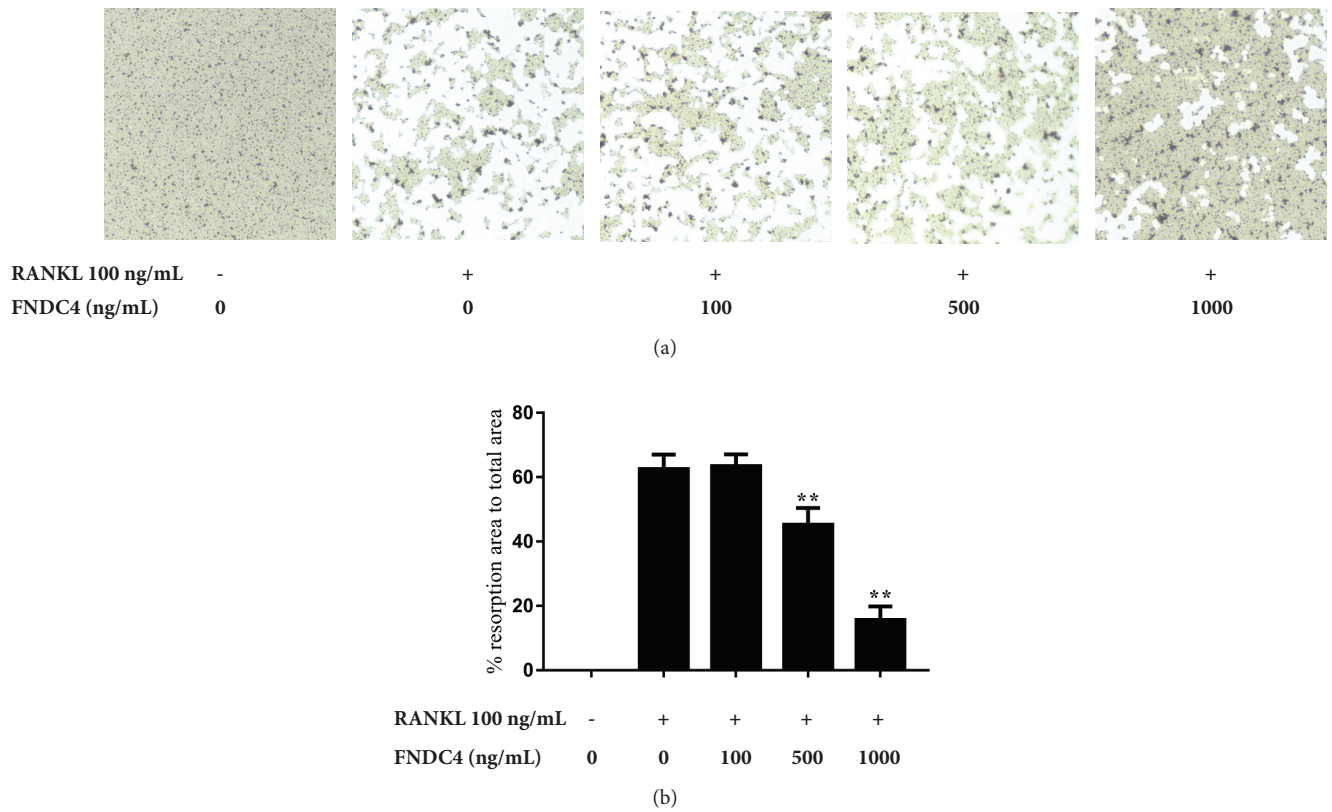 RANKL 100 ng/mL - + + + +
FNDC4 (ng/mL) 0 0 100 500 1000
(a)
% resorption area to total area
80
60
40
20
0
**
**
RANKL 100 ng/mL - + + + +
FNDC4 (ng/mL) 0 0 100 500 1000
(b)